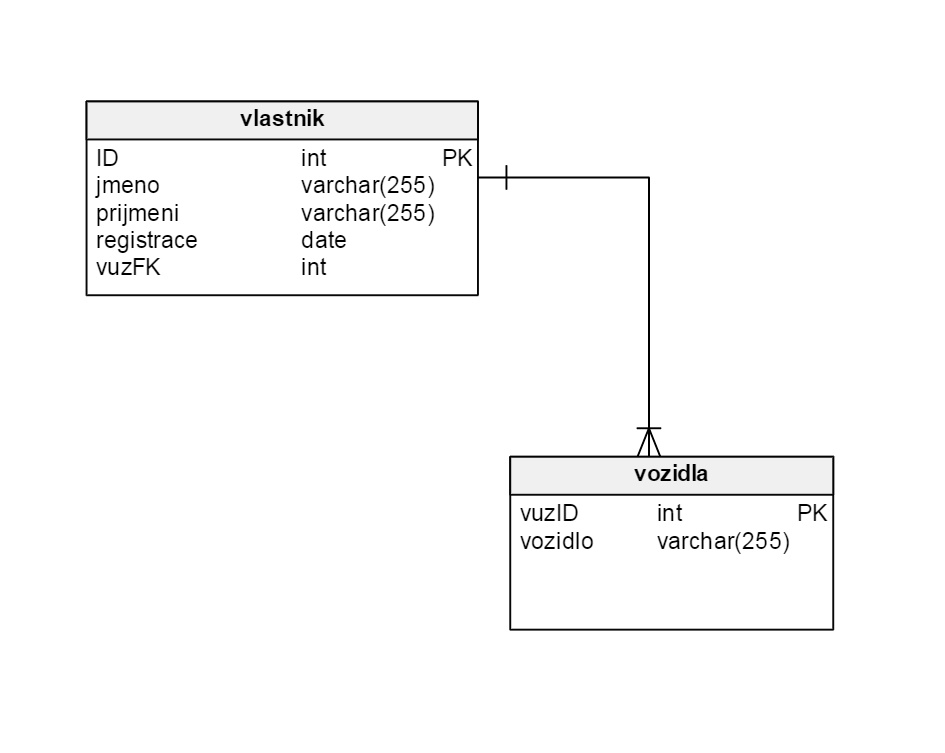 vlastnik
ID int PK
jmeno varchar(255)
prijmeni varchar(255)
registrace date
vuzFK int
vozidla
vuzID int PK
vozidlo varchar(255)